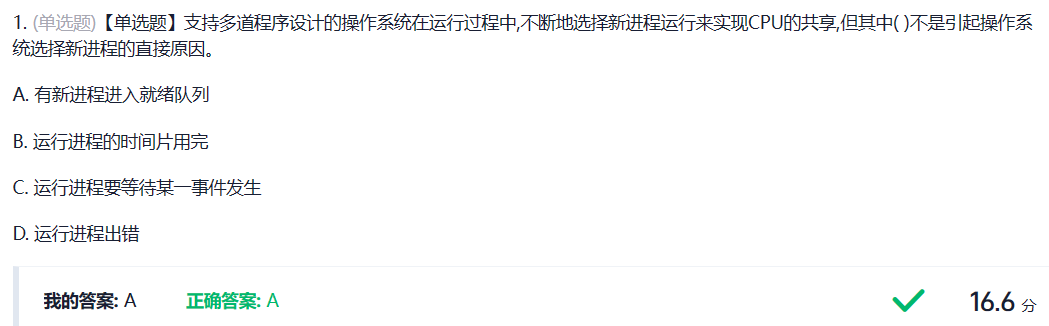 1. (单选题)【单选题】支持多道程序设计的操作系统在运行过程中,不断地选择新进程运行来实现CPU的共享,但其中( )不是引起操作系
统选择新进程的直接原因。
A. 有新进程进入就绪队列
B. 运行进程的时间片用完
C. 运行进程要等待某一事件发生
D. 运行进程出错
我的答案: A 正确答案: A 16.6 分